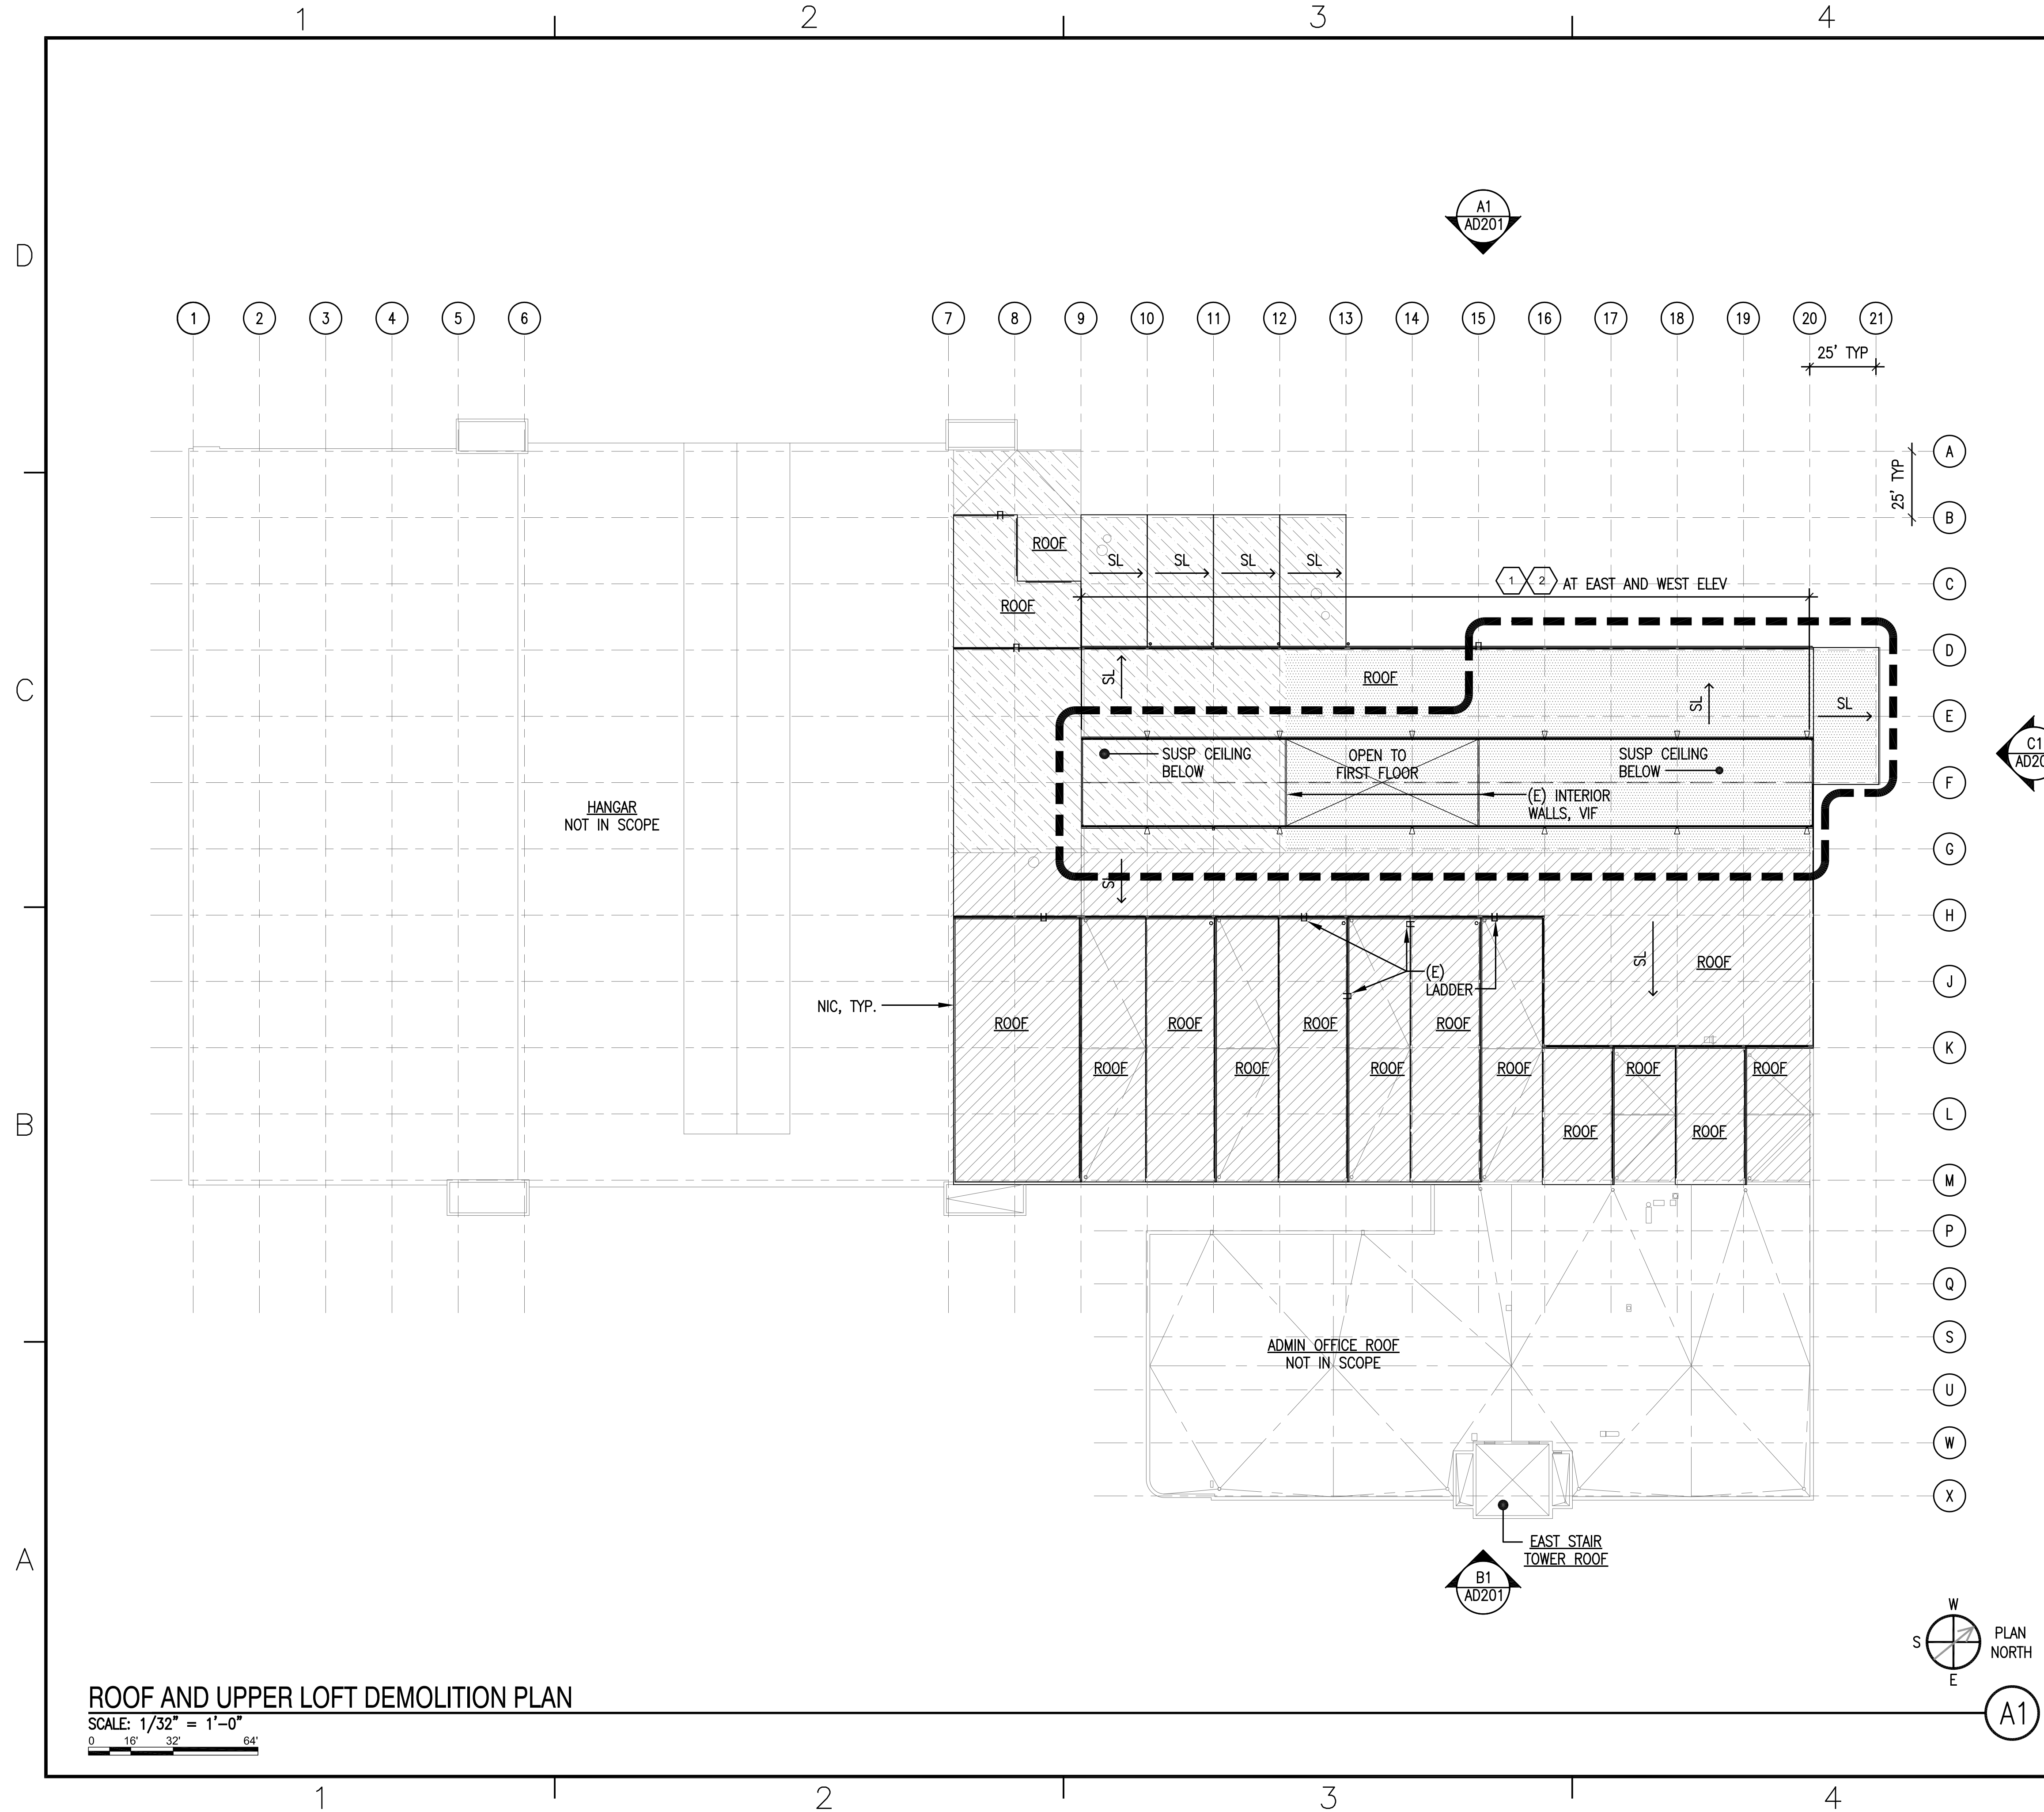 1 2 3 4
D
C
B
A
A1
AD201
1 2 3 4 5 6 7 8 9 10 11 12 13 14 15 16 17 18 19 20 21
25' TYP
A
25' TYP
B
ROOF
SL SL SL SL
1 2 AT EAST AND WEST ELEV
C
ROOF
D
SL
ROOF
SL
SL
E
SUSP CEILING
BELOW
OPEN TO
FIRST FLOOR
SUSP CEILING
BELOW
C1
F
(E) INTERIOR
WALLS, VIF
HANGAR
NOT IN SCOPE
G
SL
H
SL
ROOF
(E)
LADDER
J
NIC, TYP.
ROOF ROOF ROOF ROOF
K
ROOF ROOF ROOF ROOF ROOF ROOF
L
ROOF ROOF
M
P
Q
S
ADMIN OFFICE ROOF
NOT IN SCOPE
U
W
X
EAST STAIR
TOWER ROOF
B1
AD201
W
S
E
PLAN
NORTH
ROOF AND UPPER LOFT DEMOLITION PLAN
A1
SCALE: 1/32" = 1'-0"
0 16' 32' 64'
1 2 3 4